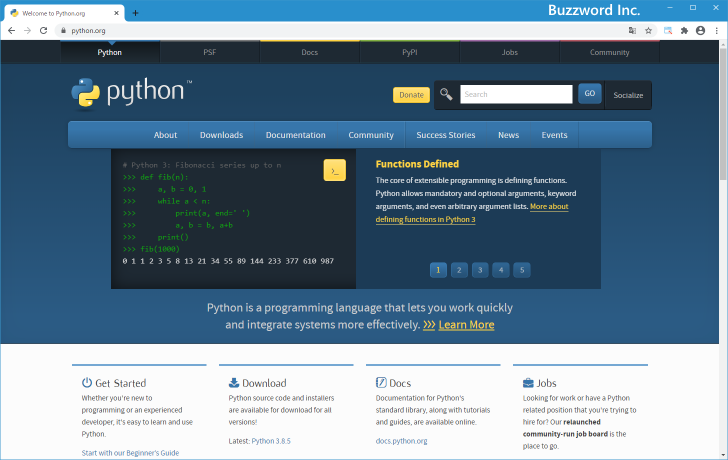 Buzzword Inc.
Welcome to Python.org
python.org
Python PSF Docs PyPI Jobs Community
python™
Donate Search GO Socialize
About Downloads Documentation Community Success Stories News Events
# Python 3: Fibonacci series up to n
>>> def fib(n):
>>>     a, b = 0, 1
>>>     while a < n:
>>>         print(a, end=' ')
>>>         a, b = b, a+b
>>>     print()
>>> fib(1000)
0 1 1 2 3 5 8 13 21 34 55 89 144 233 377 610 987
>_
Functions Defined
The core of extensible programming is defining functions.
Python allows mandatory and optional arguments, keyword
arguments, and even arbitrary argument lists. More about
defining functions in Python 3
1 2 3 4 5
Python is a programming language that lets you work quickly
and integrate systems more effectively. >>> Learn More
Get Started
Whether you're new to
programming or an experienced
developer, it's easy to learn and use
Python.
Start with our Beginner's Guide
Download
Python source code and installers
are available for download for all
versions!
Latest: Python 3.8.5
Docs
Documentation for Python's
standard library, along with tutorials
and guides, are available online.
docs.python.org
Jobs
Looking for work or have a Python
related position that you're trying to
hire for? Our relaunched
community-run job board is the
place to go.